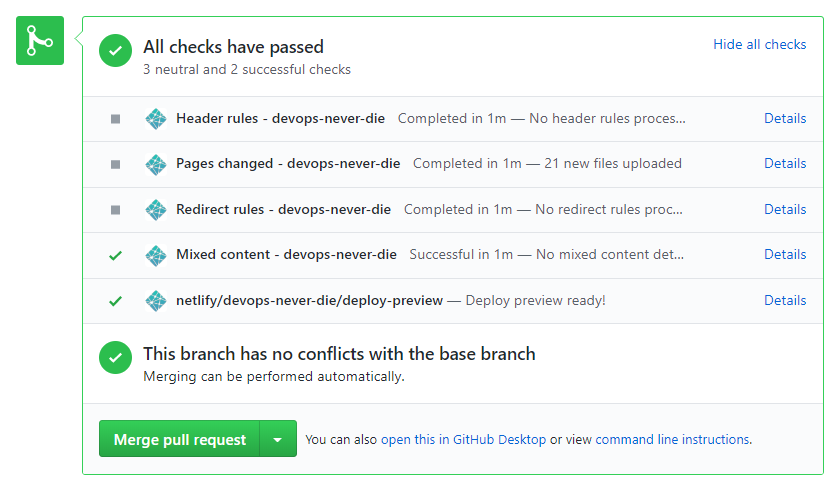 All checks have passed
Hide all checks
3 neutral and 2 successful checks
Header rules - devops-never-die Completed in 1m — No header rules proces... Details
Pages changed - devops-never-die Completed in 1m — 21 new files uploaded Details
Redirect rules - devops-never-die Completed in 1m — No redirect rules proc... Details
Mixed content - devops-never-die Successful in 1m — No mixed content det... Details
netlify/devops-never-die/deploy-preview — Deploy preview ready! Details
This branch has no conflicts with the base branch
Merging can be performed automatically.
Merge pull request You can also open this in GitHub Desktop or view command line instructions.